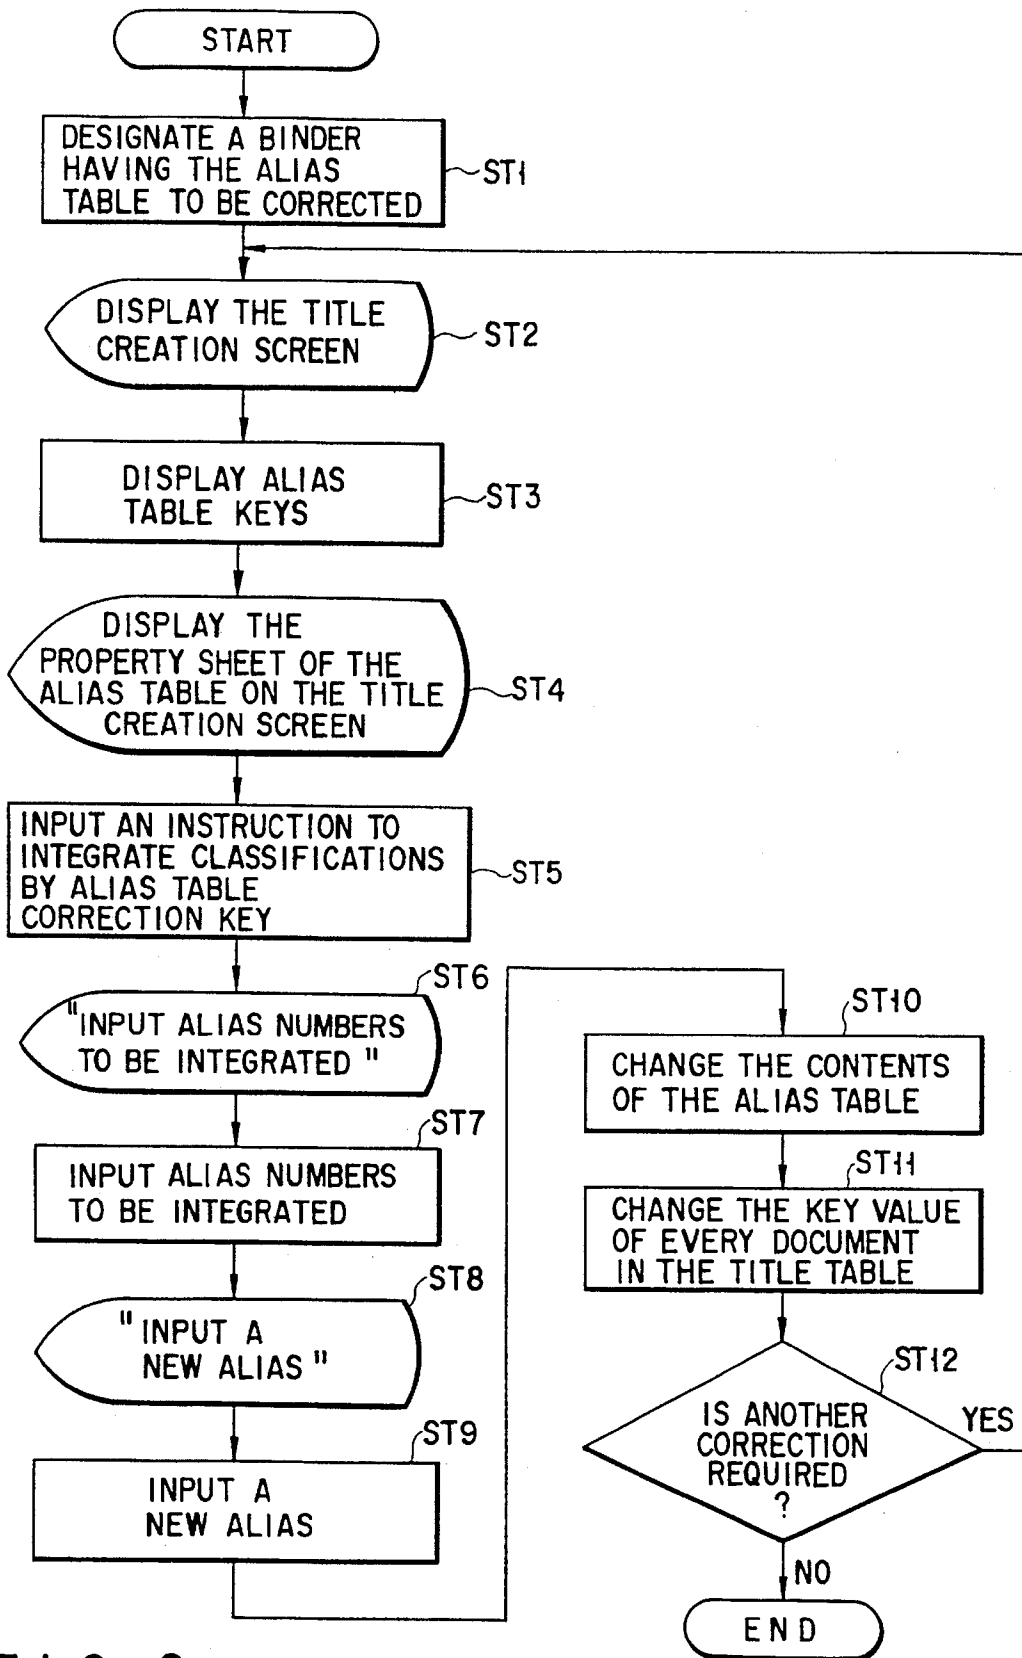 START
DESIGNATE A BINDER
HAVING THE ALIAS
TABLE TO BE CORRECTED
ST1
DISPLAY THE TITLE
CREATION SCREEN
ST2
DISPLAY ALIAS
TABLE KEYS
ST3
DISPLAY THE
PROPERTY SHEET OF THE
ALIAS TABLE ON THE TITLE
CREATION SCREEN
ST4
INPUT AN INSTRUCTION TO
INTEGRATE CLASSIFICATIONS
BY ALIAS TABLE
CORRECTION KEY
ST5
ST6
"INPUT ALIAS NUMBERS
TO BE INTEGRATED"
ST7
INPUT ALIAS NUMBERS
TO BE INTEGRATED
ST8
"INPUT A
NEW ALIAS"
ST9
INPUT A
NEW ALIAS
ST10
CHANGE THE CONTENTS
OF THE ALIAS TABLE
ST11
CHANGE THE KEY VALUE
OF EVERY DOCUMENT
IN THE TITLE TABLE
ST12
IS ANOTHER
CORRECTION
REQUIRED
?
YES
NO
END